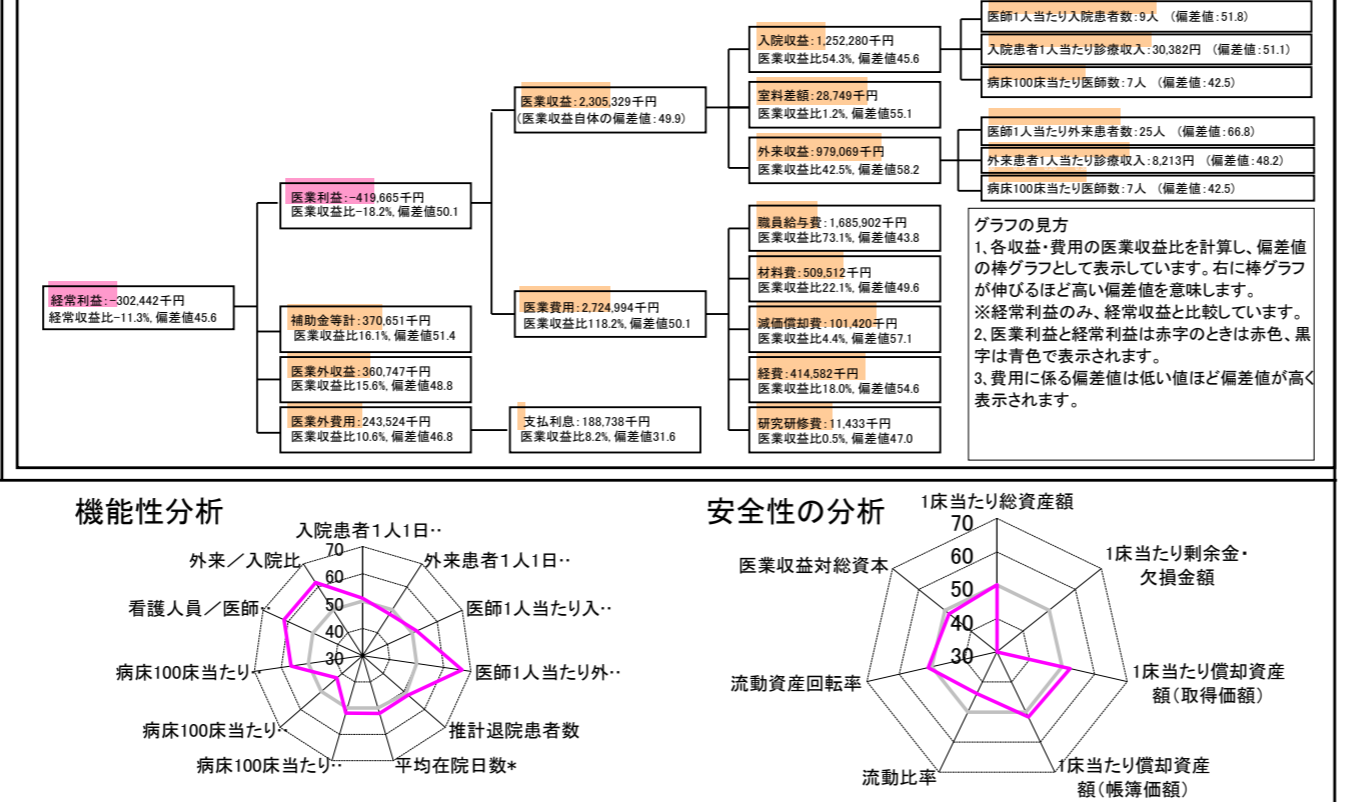 医師1人当たり入院患者数:9人 (偏差値:51.8)
入院収益:1,252,280千円
医業収益比54.3%, 偏差値45.6
入院患者1人当たり診療収入:30,382円 (偏差値:51.1)
病床100床当たり医師数:7人 (偏差値:42.5)
医業収益:2,305,329千円
(医業収益自体の偏差値:49.9)
室料差額:28,749千円
医業収益比1.2%, 偏差値55.1
医師1人当たり外来患者数:25人 (偏差値:66.8)
外来収益:979,069千円
医業収益比42.5%, 偏差値58.2
外来患者1人当たり診療収入:8,213円 (偏差値:48.2)
病床100床当たり医師数:7人 (偏差値:42.5)
医業利益:-419,665千円
医業収益比-18.2%, 偏差値50.1
職員給与費:1,685,902千円
医業収益比73.1%, 偏差値43.8
材料費:509,512千円
医業収益比22.1%, 偏差値49.6
経常利益:-302,442千円
経常収益比-11.3%, 偏差値45.6
医業費用:2,724,994千円
医業収益比118.2%, 偏差値50.1
補助金等計:370,651千円
医業収益比16.1%, 偏差値51.4
減価償却費:101,420千円
医業収益比4.4%, 偏差値57.1
医業外収益:360,747千円
医業収益比15.6%, 偏差値48.8
経費:414,582千円
医業収益比18.0%, 偏差値54.6
医業外費用:243,524千円
医業収益比10.6%, 偏差値46.8
支払利息:188,738千円
医業収益比8.2%, 偏差値31.6
研究研修費:11,433千円
医業収益比0.5%, 偏差値47.0
グラフの見方
1、各収益・費用の医業収益比を計算し、偏差値
の棒グラフとして表示しています。右に棒グラフ
が伸びるほど高い偏差値を意味します。
※経常利益のみ、経常収益と比較しています。
2、医業利益と経常利益は赤字のときは赤色、黒
字は青色で表示されます。
3、費用に係る偏差値は低い値ほど偏差値が高く
表示されます。
機能性分析
入院患者1人1日‥
外来患者1人1日‥
医師1人当たり入‥
医師1人当たり外‥
推計退院患者数
平均在院日数*
病床100床当たり‥
病床100床当たり‥
病床100床当たり‥
看護人員/医師‥
外来/入院比
70
60
50
40
30
安全性の分析
1床当たり総資産額
1床当たり剰余金・
欠損金額
1床当たり償却資産
額(取得価額)
1床当たり償却資産
額(帳簿価額)
流動比率
流動資産回転率
医業収益対総資本
70
60
50
40
30